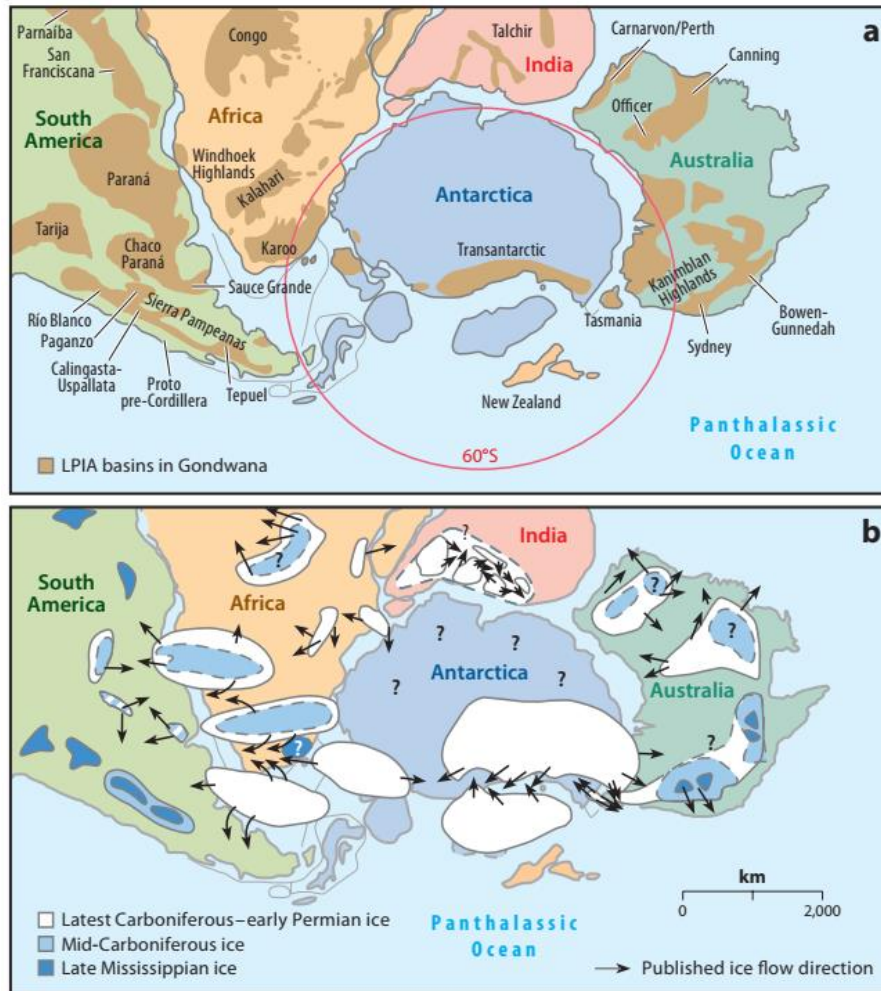 a
Parnaíba
San
Franciscana
South
America
Congo
Africa
Windhoek
Highlands
Kalahari
Karoo
Talchir
India
Carnarvon/Perth
Canning
Officer
Australia
Antarctica
Transantarctic
Paraná
Tarija
Chaco
Paraná
Sauce Grande
Sierra Pampeanas
Río Blanco
Paganzo
Calingasta-
Uspallata
Proto
pre-Cordillera
Tepuel
Kanimblan
Highlands
Tasmania
Bowen-
Gunnedah
Sydney
New Zealand
Panthalassic
Ocean
60°S
LPIA basins in Gondwana
b
South
America
Africa
?
?
?
India
Antarctica
?
?
?
?
Australia
?
?
?
km
0 2,000
Panthalassic
Ocean
Latest Carboniferous–early Permian ice
Mid-Carboniferous ice
Late Mississippian ice
Published ice flow direction